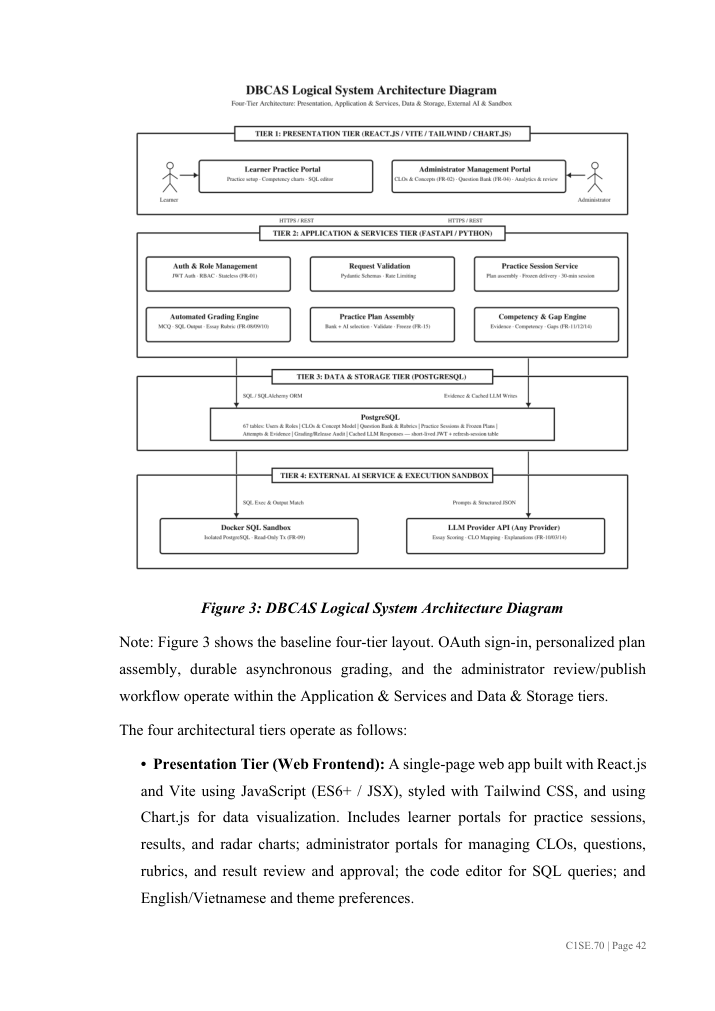 DBCAS Logical System Architecture Diagram
Four-Tier Architecture: Presentation, Application & Services, Data & Storage, External AI & Sandbox
TIER 1: PRESENTATION TIER (REACT.JS / VITE / TAILWIND / CHART.JS)
Learner Practice Portal
Practice setup · Competency charts · SQL editor
Administrator Management Portal
CLOs & Concepts (FR-02) · Question Bank (FR-04) · Analytics & review
Learner
Administrator
HTTPS / REST
HTTPS / REST
TIER 2: APPLICATION & SERVICES TIER (FASTAPI / PYTHON)
Auth & Role Management
JWT Auth · RBAC · Stateless (FR-01)
Request Validation
Pydantic Schemas · Rate Limiting
Practice Session Service
Plan assembly · Frozen delivery · 30-min session
Automated Grading Engine
MCQ · SQL Output · Essay Rubric (FR-08/09/10)
Practice Plan Assembly
Bank + AI selection · Validate · Freeze (FR-15)
Competency & Gap Engine
Evidence · Competency · Gaps (FR-11/12/14)
TIER 3: DATA & STORAGE TIER (POSTGRESQL)
SQL / SQLAlchemy ORM
Evidence & Cached LLM Writes
PostgreSQL
67 tables: Users & Roles | CLOs & Concept Model | Question Bank & Rubrics | Practice Sessions & Frozen Plans |
Attempts & Evidence | Grading/Release Audit | Cached LLM Responses — short-lived JWT + refresh-session table
TIER 4: EXTERNAL AI SERVICE & EXECUTION SANDBOX
SQL Exec & Output Match
Prompts & Structured JSON
Docker SQL Sandbox
Isolated PostgreSQL · Read-Only Tx (FR-09)
LLM Provider API (Any Provider)
Essay Scoring · CLO Mapping · Explanations (FR-10/03/14)
Figure 3: DBCAS Logical System Architecture Diagram
Note: Figure 3 shows the baseline four-tier layout. OAuth sign-in, personalized plan
assembly, durable asynchronous grading, and the administrator review/publish
workflow operate within the Application & Services and Data & Storage tiers.
The four architectural tiers operate as follows:
• Presentation Tier (Web Frontend): A single-page web app built with React.js
and Vite using JavaScript (ES6+ / JSX), styled with Tailwind CSS, and using
Chart.js for data visualization. Includes learner portals for practice sessions,
results, and radar charts; administrator portals for managing CLOs, questions,
rubrics, and result review and approval; the code editor for SQL queries; and
English/Vietnamese and theme preferences.
C1SE.70 | Page 42